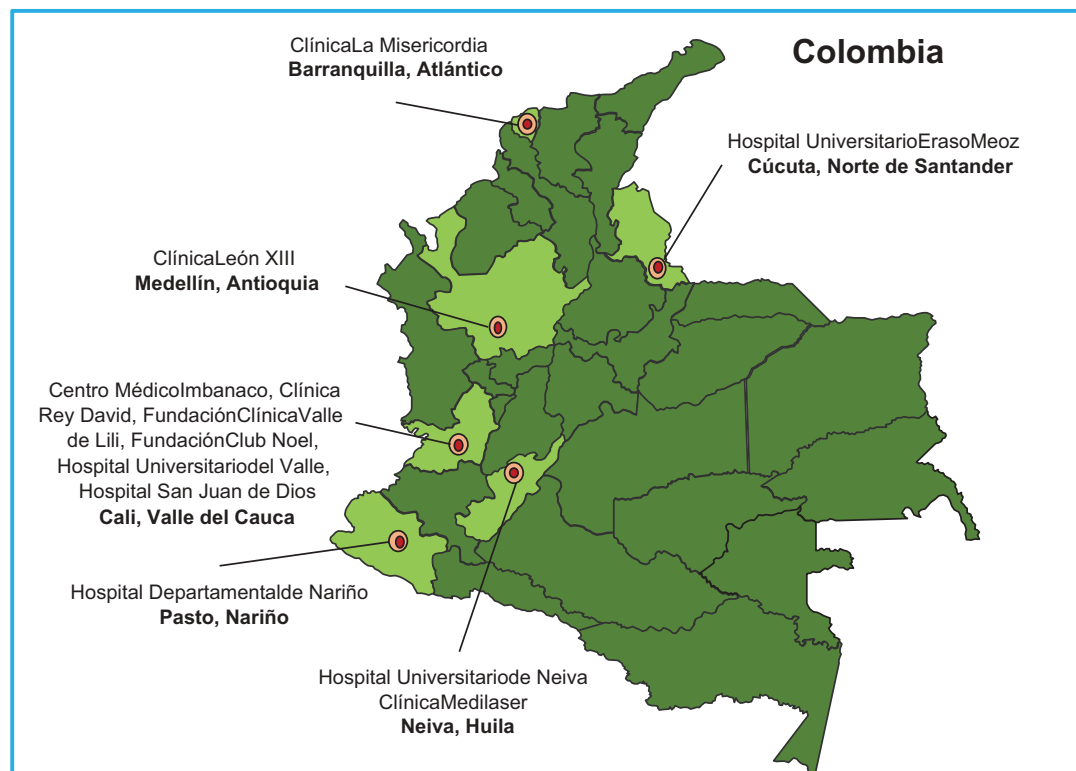 Colombia
ClínicaLa Misericordia
Barranquilla, Atlántico
Hospital UniversitarioErasoMeoz
Cúcuta, Norte de Santander
ClínicaLeón XIII
Medellín, Antioquia
Centro MédicoImbanaco, Clínica
Rey David, FundaciónClínicaValle
de Lili, FundaciónClub Noel,
Hospital Universitariodel Valle,
Hospital San Juan de Dios
Cali, Valle del Cauca
Hospital Departamentalde Nariño
Pasto, Nariño
Hospital Universitariode Neiva
ClínicaMedilaser
Neiva, Huila